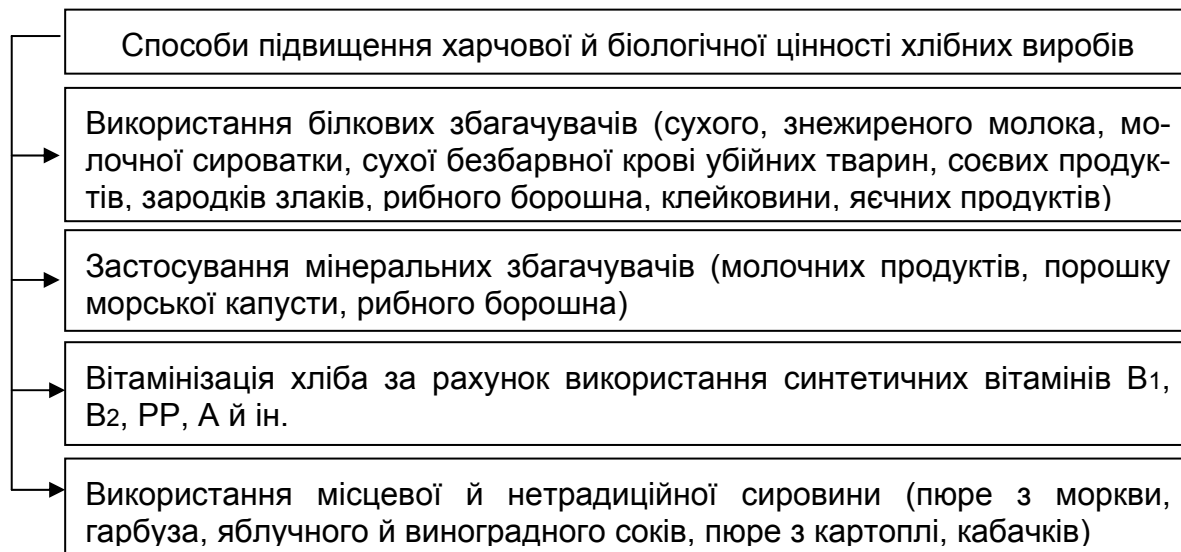 Способи підвищення харчової й біологічної цінності хлібних виробів
Використання білкових збагачувачів (сухого, знежиреного молока, мо-
лочної сироватки, сухої безбарвної крові убійних тварин, соєвих продук-
тів, зародків злаків, рибного борошна, клейковини, яєчних продуктів)
Застосування мінеральних збагачувачів (молочних продуктів, порошку
морської капусти, рибного борошна)
Вітамінізація хліба за рахунок використання синтетичних вітамінів В1,
В2, РР, А й ін.
Використання місцевої й нетрадиційної сировини (пюре з моркви,
гарбуза, яблучного й виноградного соків, пюре з картоплі, кабачків)